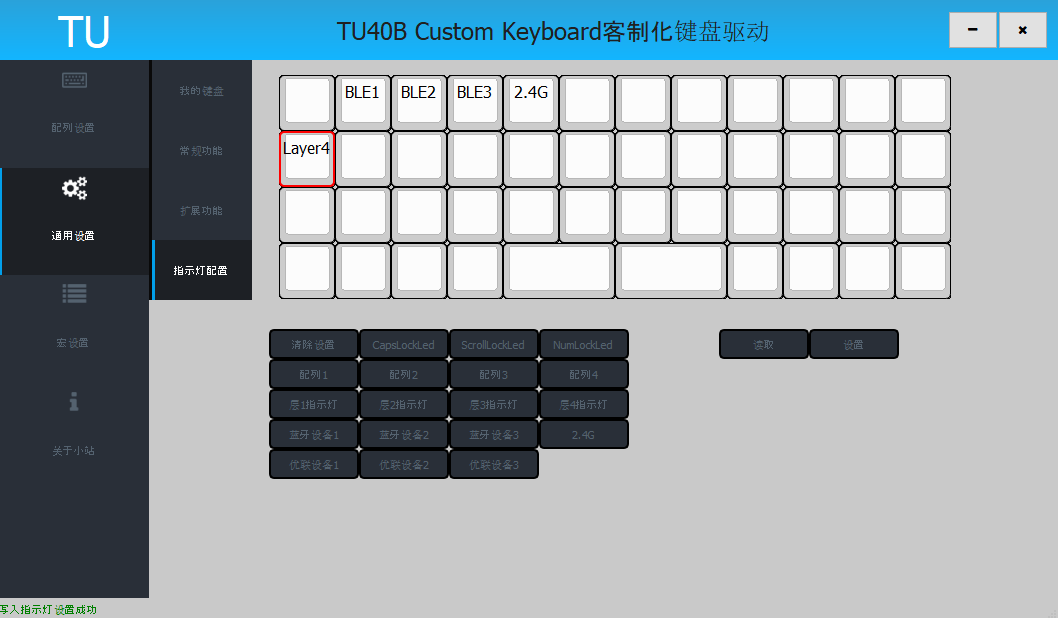 TU
TU40B Custom Keyboard客制化键盘驱动
配列设置
通用设置
宏设置
关于小站
我的键盘
常规功能
扩展功能
指示灯配置
BLE1 BLE2 BLE3 2.4G
Layer4
清除设置 CapsLockLed ScrollLockLed NumLockLed
配列1 配列2 配列3 配列4
层1指示灯 层2指示灯 层3指示灯 层4指示灯
蓝牙设备1 蓝牙设备2 蓝牙设备3 2.4G
优联设备1 优联设备2 优联设备3
读取 设置
写入指示灯设置成功